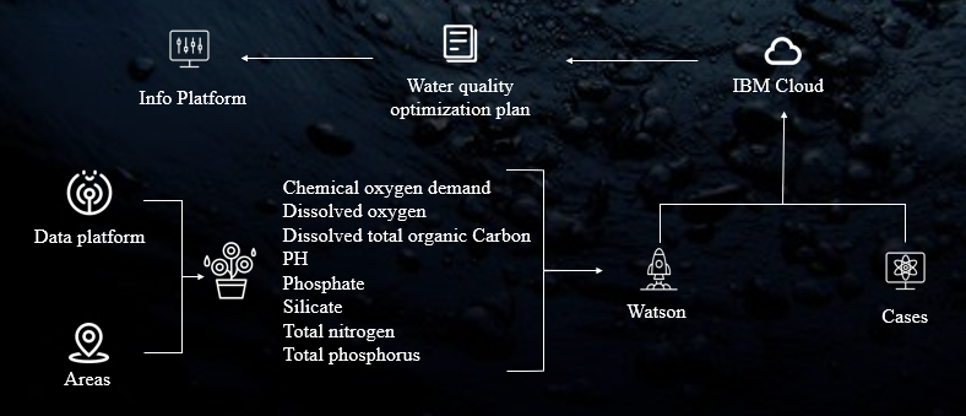 Info Platform
Water quality
optimization plan
IBM Cloud
Data platform
Areas
Chemical oxygen demand
Dissolved oxygen
Dissolved total organic Carbon
PH
Phosphate
Silicate
Total nitrogen
Total phosphorus
Watson
Cases